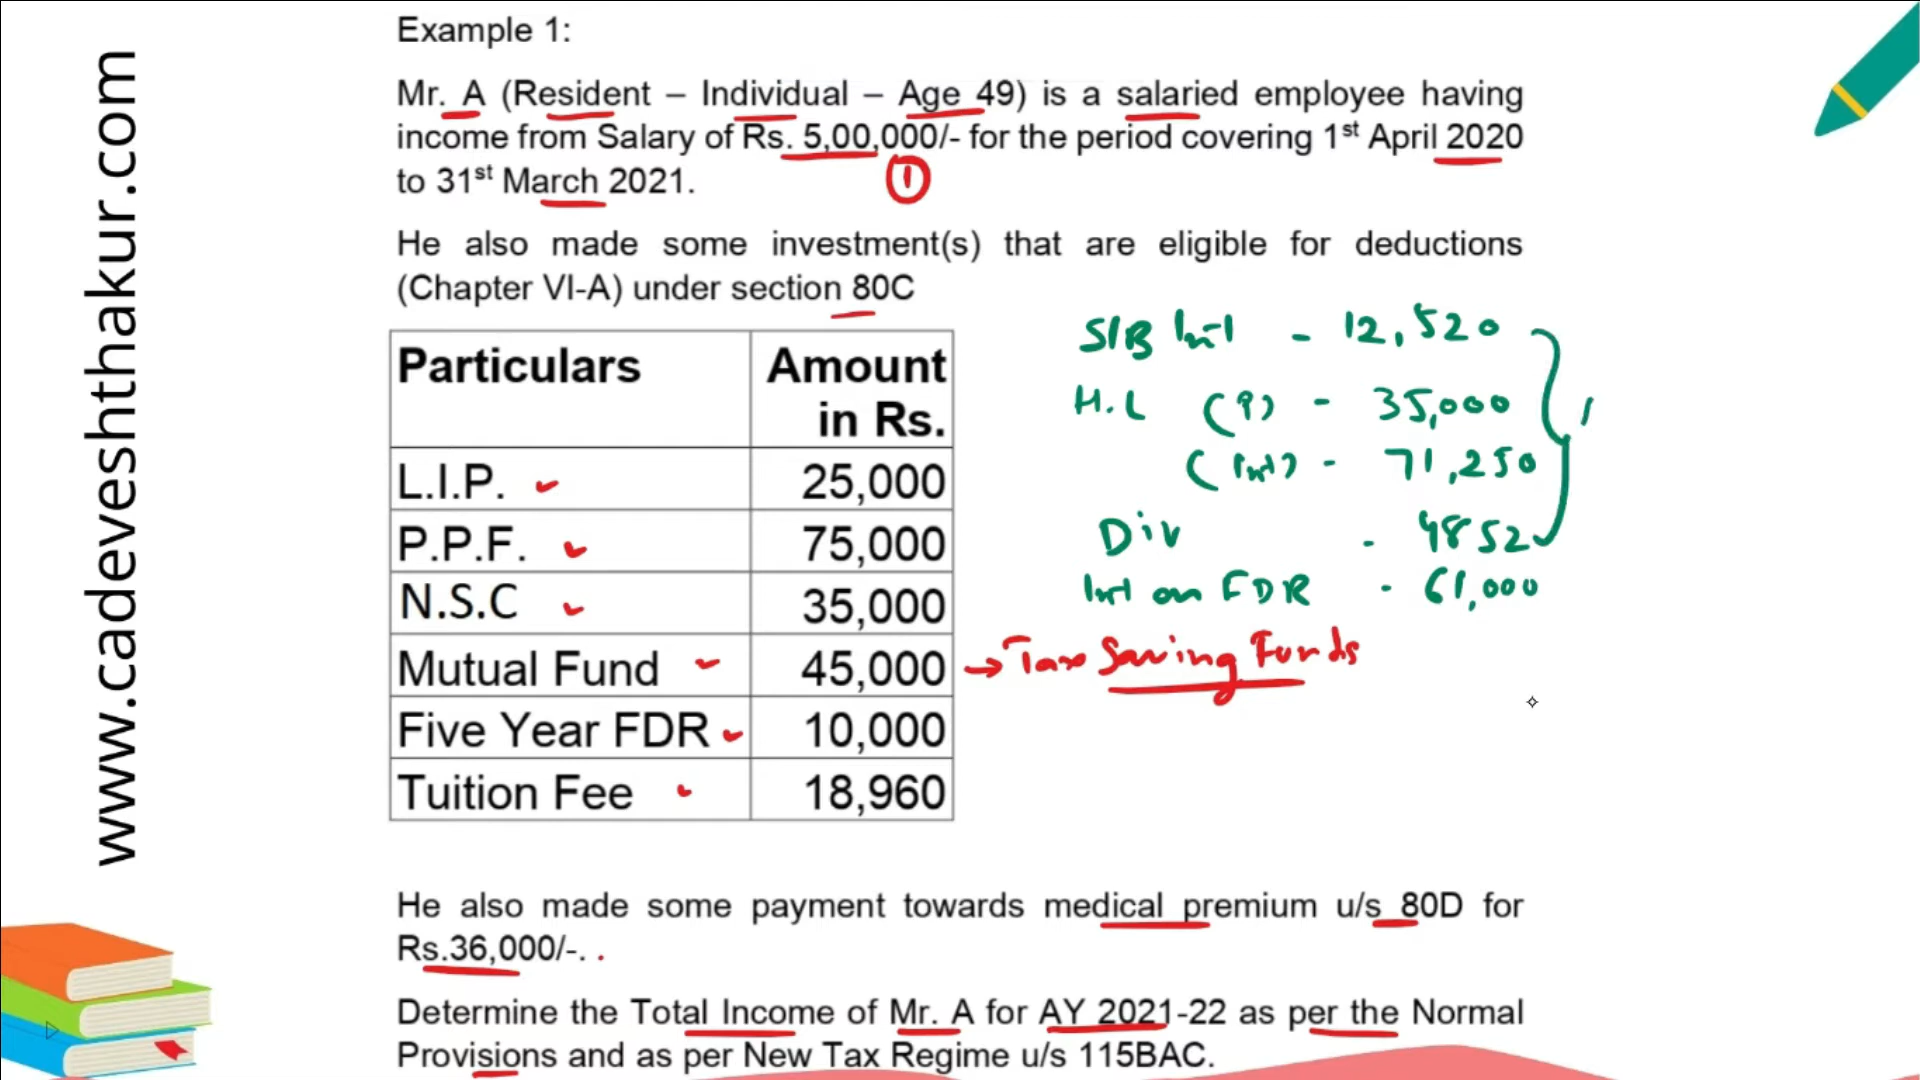 www.cadeveshthakur.com
Example 1:
Mr. A (Resident – Individual – Age 49) is a salaried employee having
income from Salary of Rs. 5,00,000/- for the period covering 1st April 2020
to 31st March 2021.
1
He also made some investment(s) that are eligible for deductions
(Chapter VI-A) under section 80C
Particulars Amount
in Rs.
L.I.P. 25,000
P.P.F. 75,000
N.S.C 35,000
Mutual Fund 45,000 → Tax Saving Funds
Five Year FDR 10,000
Tuition Fee 18,960
S/B Int - 12,520
H.L (P) - 35,000
(Int) - 71,250
Div - 4852
Int on FDR - 61,000
He also made some payment towards medical premium u/s 80D for
Rs.36,000/-.
Determine the Total Income of Mr. A for AY 2021-22 as per the Normal
Provisions and as per New Tax Regime u/s 115BAC.